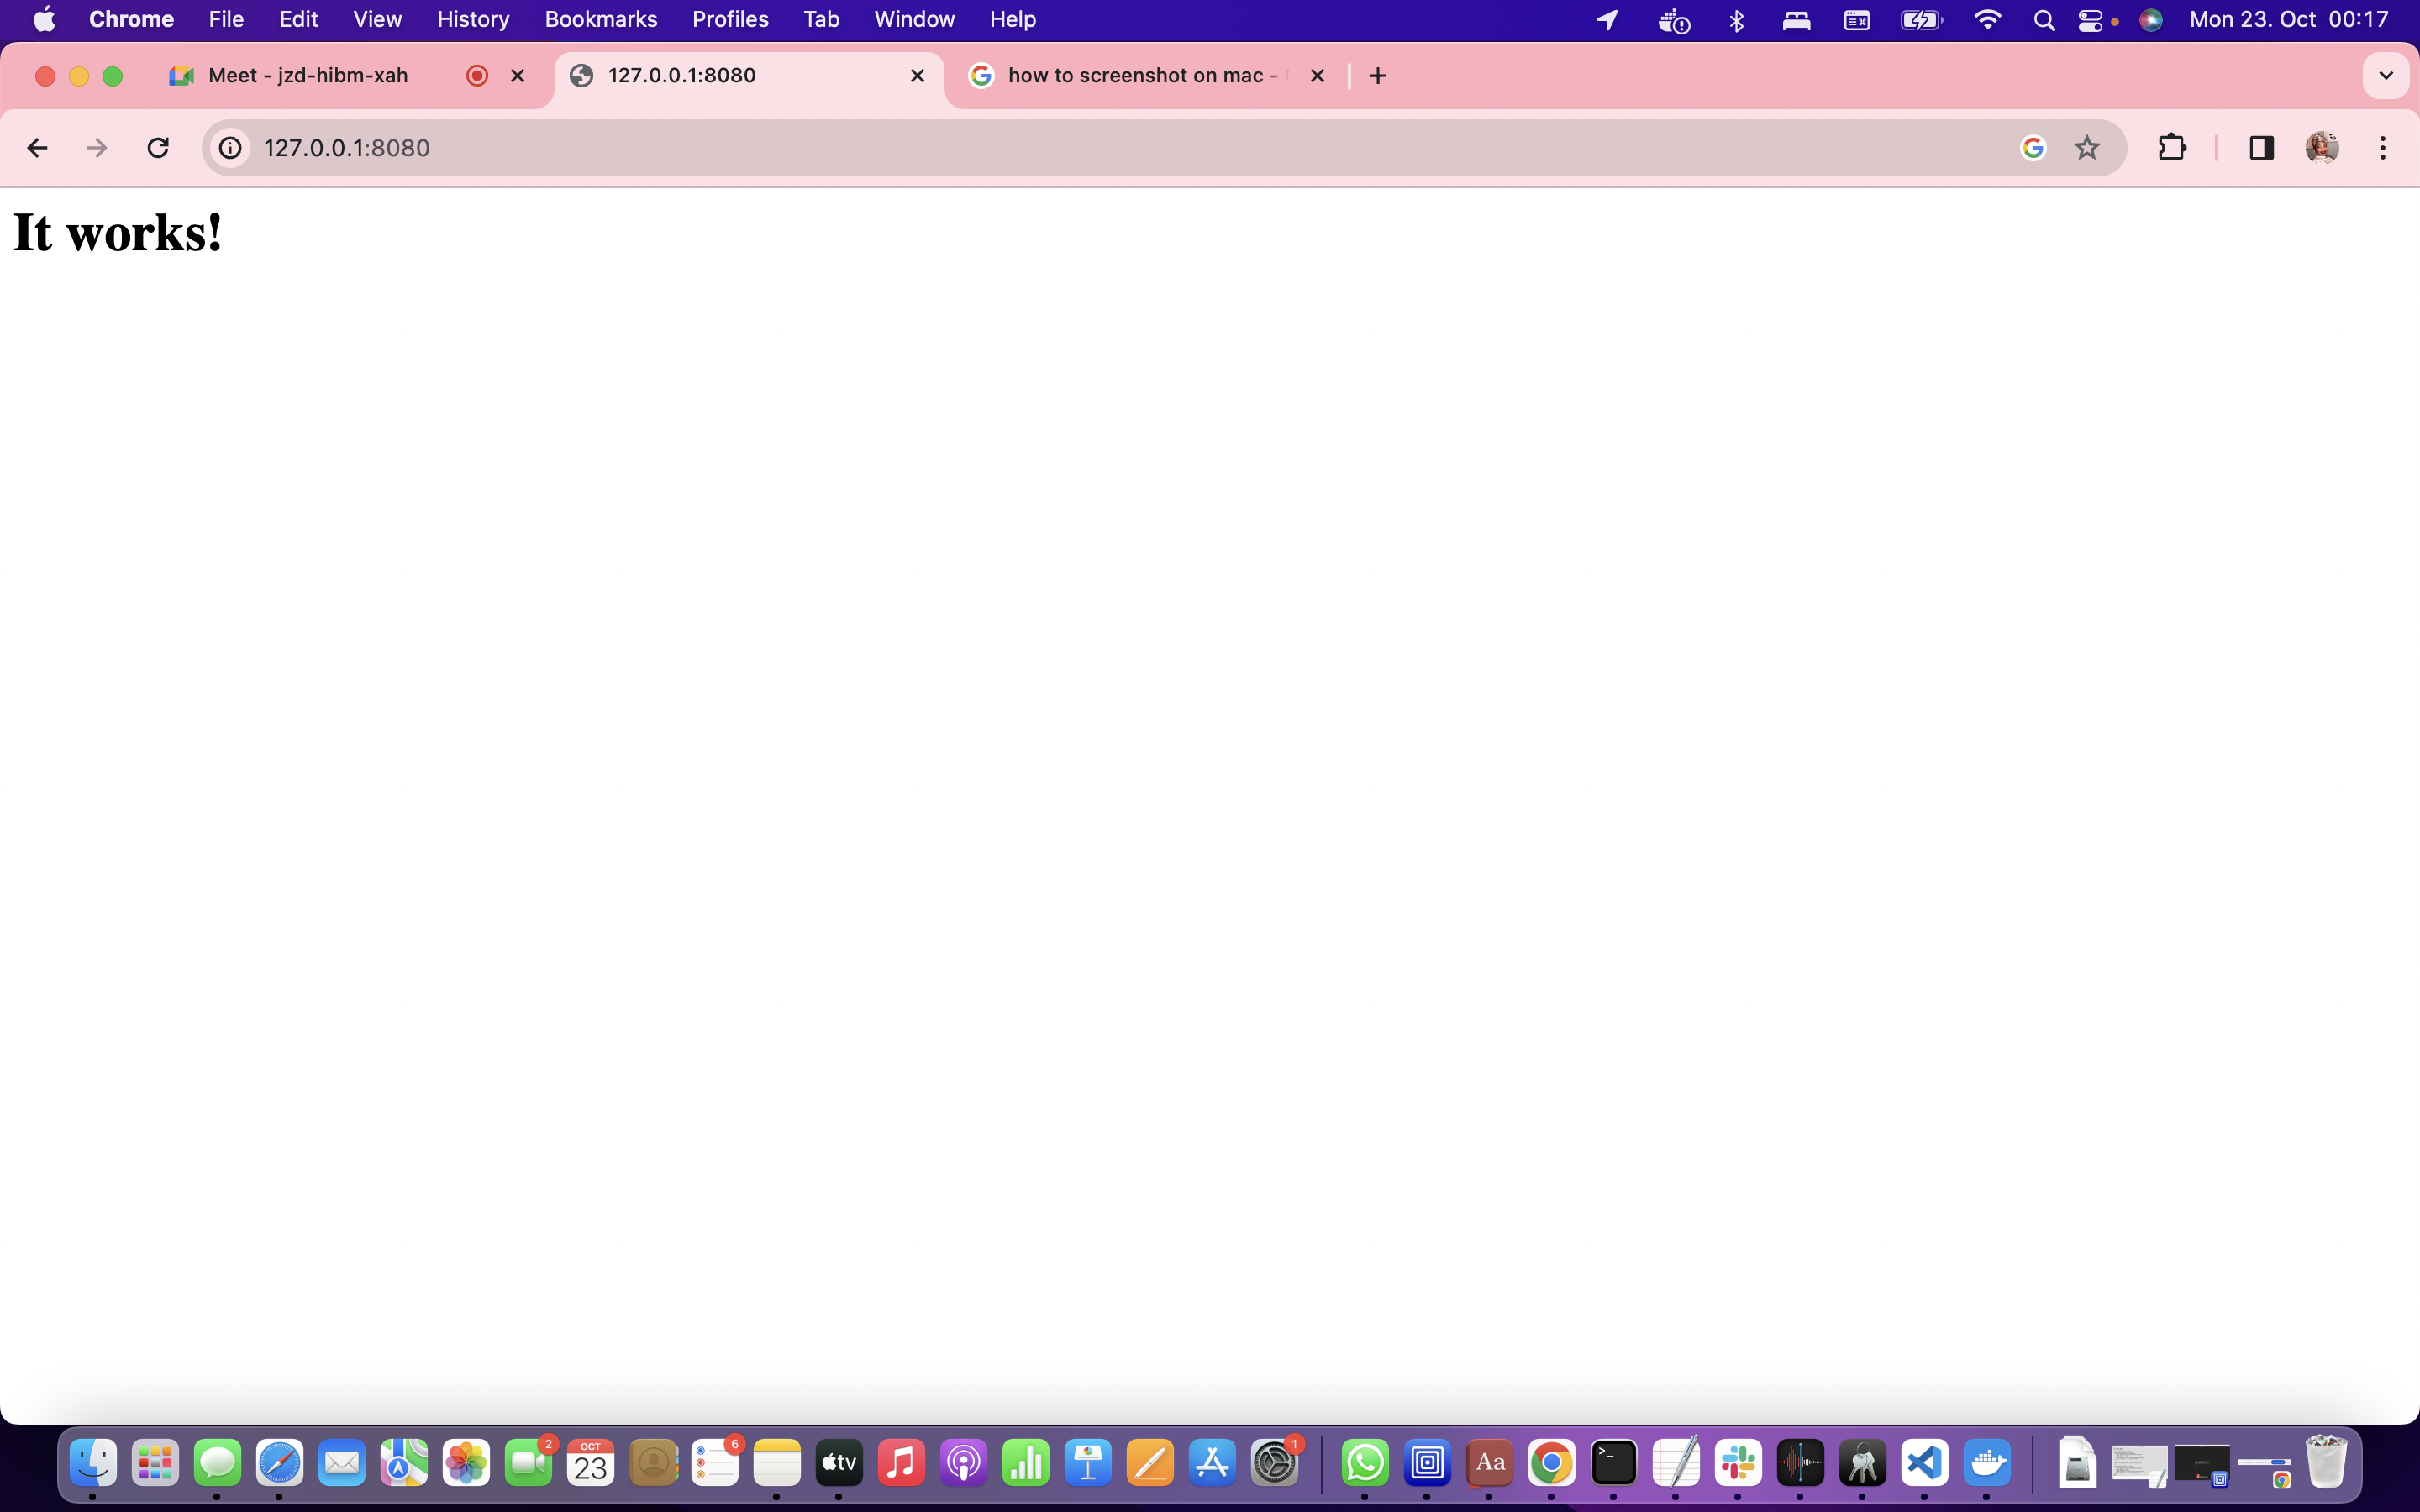 Chrome File Edit View History Bookmarks Profiles Tab Window Help Mon 23. Oct 00:17
Meet - jzd-hibm-xah 127.0.0.1:8080 how to screenshot on mac -
127.0.0.1:8080
It works!
2 OCT 23 6 tv 1 Aa >_